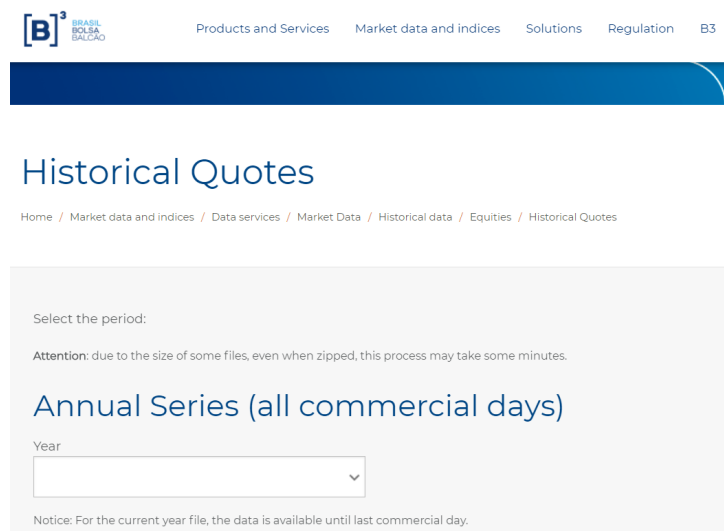 [B]³ BRASIL BOLSA BALCÃO
Products and Services Market data and indices Solutions Regulation B3
Historical Quotes
Home / Market data and indices / Data services / Market Data / Historical data / Equities / Historical Quotes
Select the period:
Attention: due to the size of some files, even when zipped, this process may take some minutes.
Annual Series (all commercial days)
Year
Notice: For the current year file, the data is available until last commercial day.